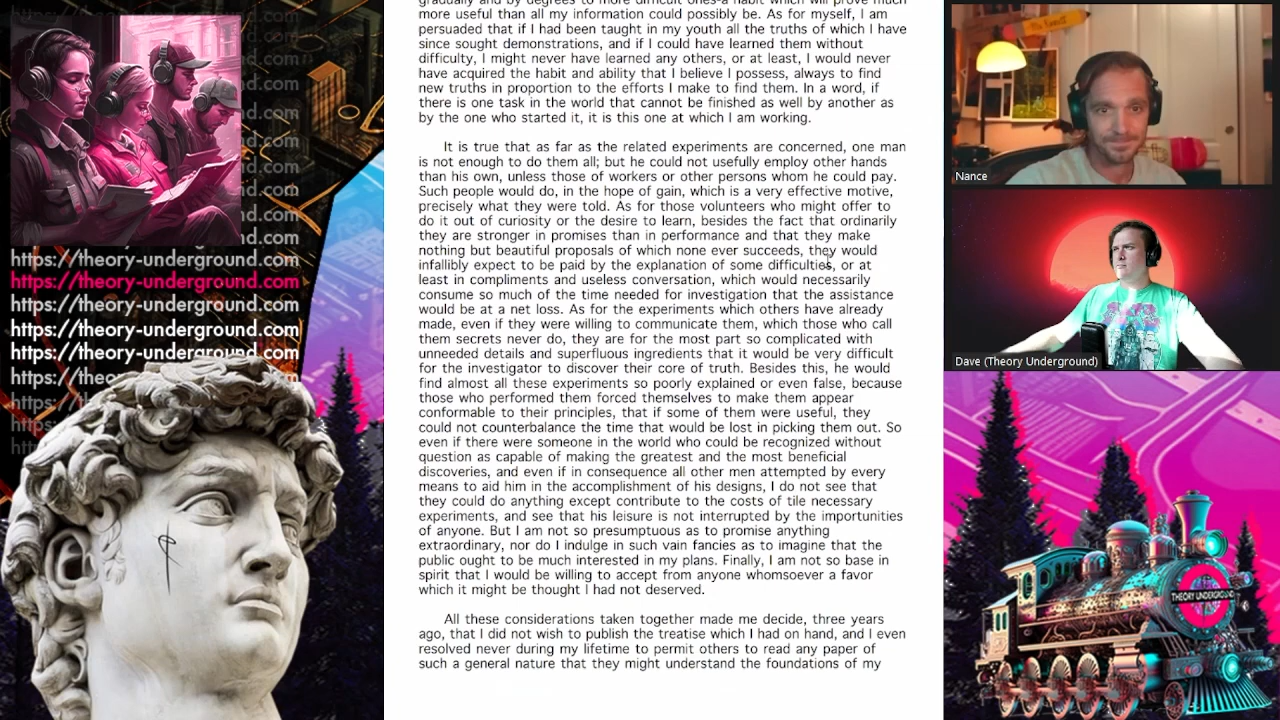 https://theory-underground.com
https://theory-underground.com
https://theory-underground.com
https://theory-underground.com
https://theory-underground.com
gradually and by degrees to more difficult ones-a habit which will prove much
more useful than all my information could possibly be. As for myself, I am
persuaded that if I had been taught in my youth all the truths of which I have
since sought demonstrations, and if I could have learned them without
difficulty, I might never have learned any others, or at least, I would never
have acquired the habit and ability that I believe I possess, always to find
new truths in proportion to the efforts I make to find them. In a word, if
there is one task in the world that cannot be finished as well by another as
by the one who started it, it is this one at which I am working.
It is true that as far as the related experiments are concerned, one man
is not enough to do them all; but he could not usefully employ other hands
than his own, unless those of workers or other persons whom he could pay.
Such people would do, in the hope of gain, which is a very effective motive,
precisely what they were told. As for those volunteers who might offer to
do it out of curiosity or the desire to learn, besides the fact that ordinarily
they are stronger in promises than in performance and that they make
nothing but beautiful proposals of which none ever succeeds, they would
infallibly expect to be paid by the explanation of some difficulties, or at
least in compliments and useless conversation, which would necessarily
consume so much of the time needed for investigation that the assistance
would be at a net loss. As for the experiments which others have already
made, even if they were willing to communicate them, which those who call
them secrets never do, they are for the most part so complicated with
unneeded details and superfluous ingredients that it would be very difficult
for the investigator to discover their core of truth. Besides this, he would
find almost all these experiments so poorly explained or even false, because
those who performed them forced themselves to make them appear
conformable to their principles, that if some of them were useful, they
could not counterbalance the time that would be lost in picking them out. So
even if there were someone in the world who could be recognized without
question as capable of making the greatest and the most beneficial
discoveries, and even if in consequence all other men attempted by every
means to aid him in the accomplishment of his designs, I do not see that
they could do anything except contribute to the costs of tile necessary
experiments, and see that his leisure is not interrupted by the importunities
of anyone. But I am not so presumptuous as to promise anything
extraordinary, nor do I indulge in such vain fancies as to imagine that the
public ought to be much interested in my plans. Finally, I am not so base in
spirit that I would be willing to accept from anyone whomsoever a favor
which it might be thought I had not deserved.
All these considerations taken together made me decide, three years
ago, that I did not wish to publish the treatise which I had on hand, and I even
resolved never during my lifetime to permit others to read any paper of
such a general nature that they might understand the foundations of my
Nance
Dave (Theory Underground)
THEORY UNDERGROUND